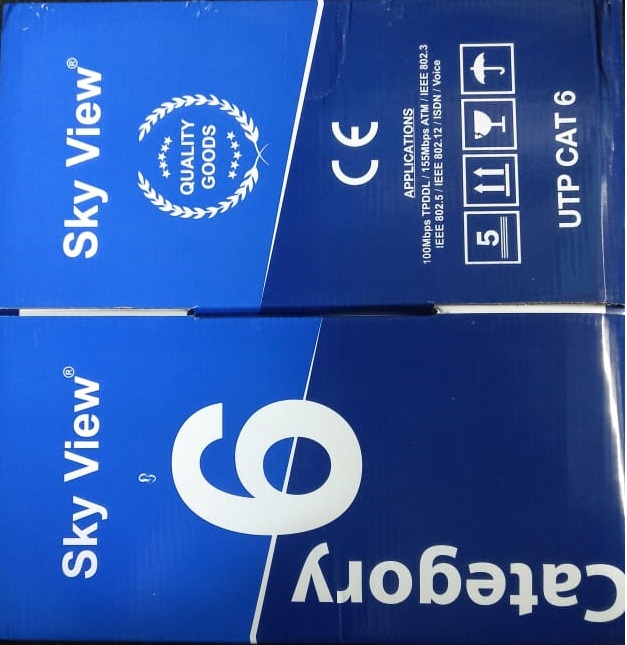 Sky View®
QUALITY
GOODS
CE
APPLICATIONS
100Mbps TPDDL / 155Mbps ATM / IEEE 802.3
IEEE 802.5 / IEEE 802.12 / ISDN / Voice
5
UTP CAT 6
Sky View®
6
Category